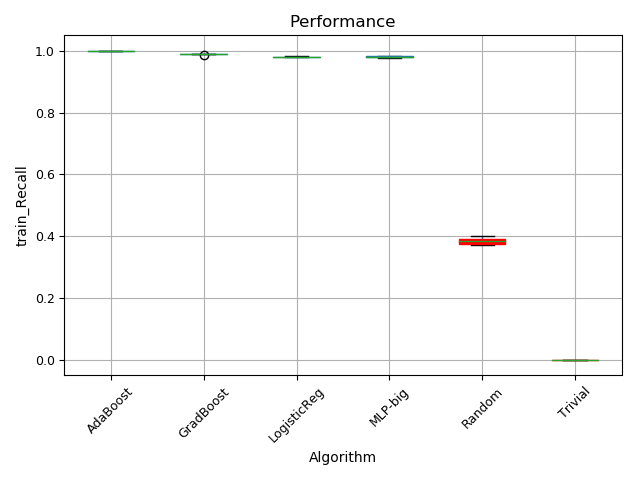 Performance
train_Recall
1.0
0.8
0.6
0.4
0.2
0.0
AdaBoost
GradBoost
LogisticReg
MLP-big
Random
Trivial
Algorithm